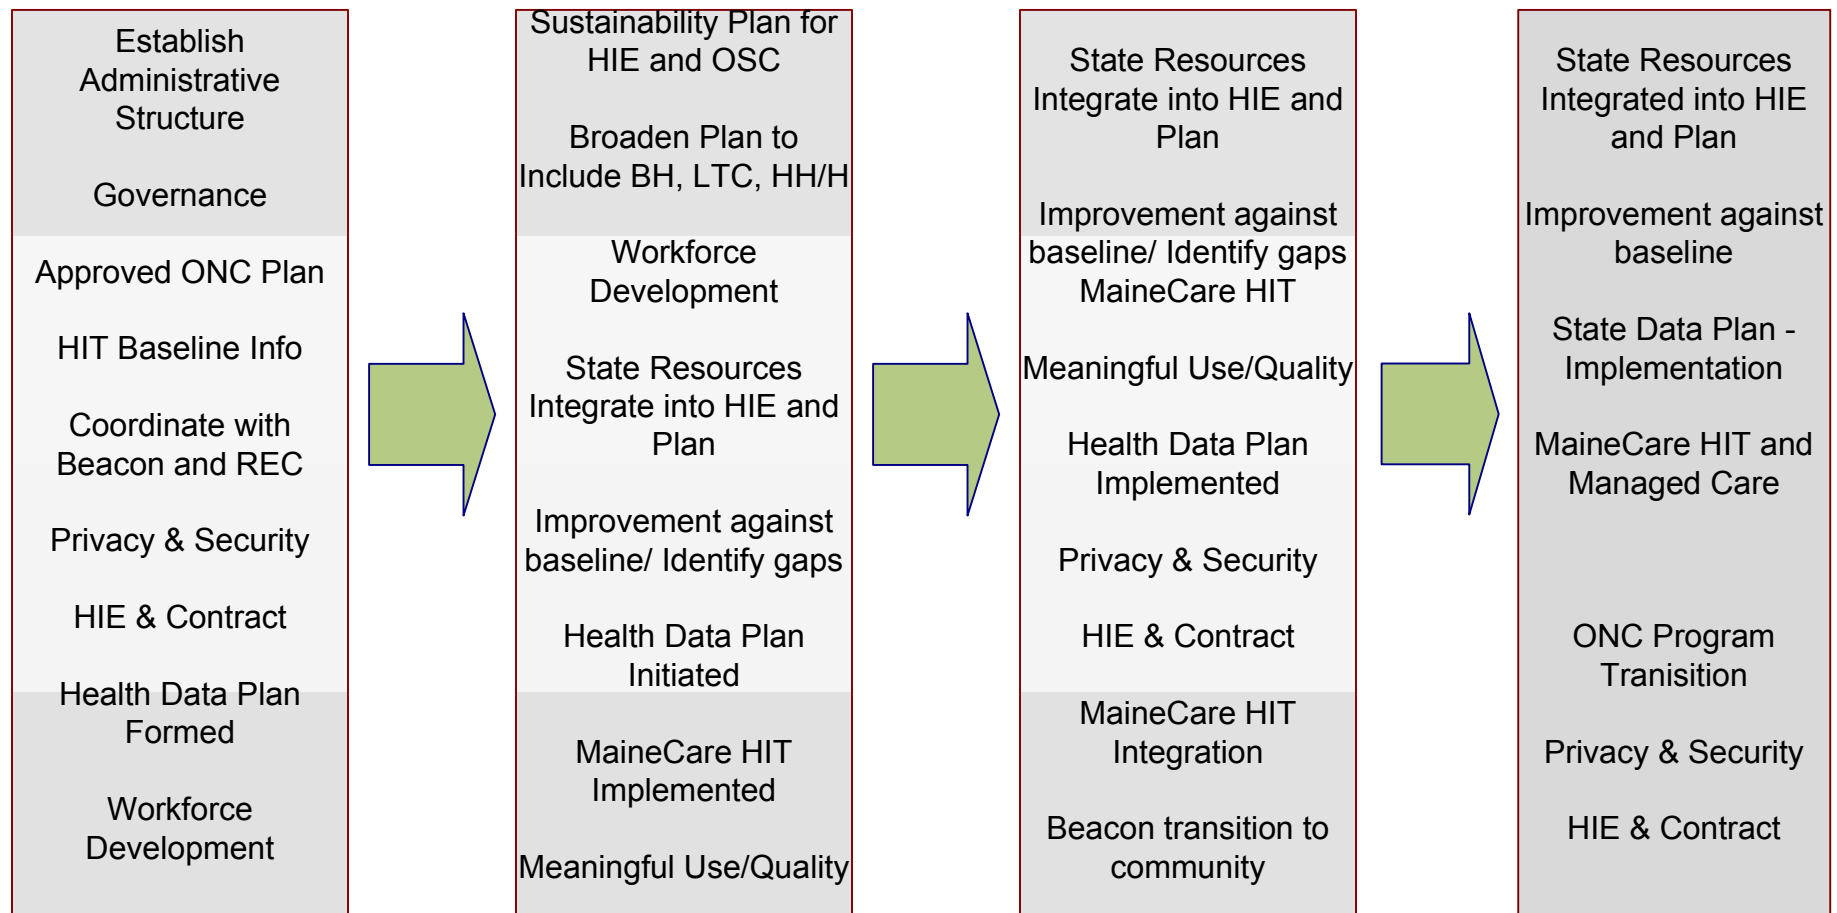 Establish
Administrative
Structure
Governance
Approved ONC Plan
HIT Baseline Info
Coordinate with
Beacon and REC
Privacy & Security
HIE & Contract
Health Data Plan
Formed
Workforce
Development
Sustainability Plan for
HIE and OSC
Broaden Plan to
Include BH, LTC, HH/H
Workforce
Development
State Resources
Integrate into HIE and
Plan
Improvement against
baseline/ Identify gaps
Health Data Plan
Initiated
MaineCare HIT
Implemented
Meaningful Use/Quality
State Resources
Integrate into HIE and
Plan
Improvement against
baseline/ Identify gaps
MaineCare HIT
Meaningful Use/Quality
Health Data Plan
Implemented
Privacy & Security
HIE & Contract
MaineCare HIT
Integration
Beacon transition to
community
State Resources
Integrated into HIE
and Plan
Improvement against
baseline
State Data Plan -
Implementation
MaineCare HIT and
Managed Care
ONC Program
Tranisition
Privacy & Security
HIE & Contract